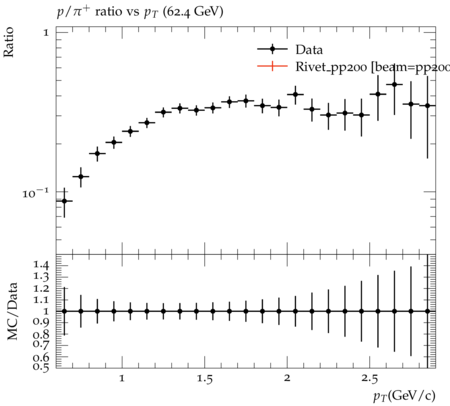 p/π⁺ ratio vs p_T (62.4 GeV)
Ratio
1
Data
Rivet_pp200 [beam=pp200
10⁻¹
MC/Data
1.4
1.3
1.2
1.1
1
0.9
0.8
0.7
0.6
0.5
1 1.5 2 2.5
p_T(GeV/c)